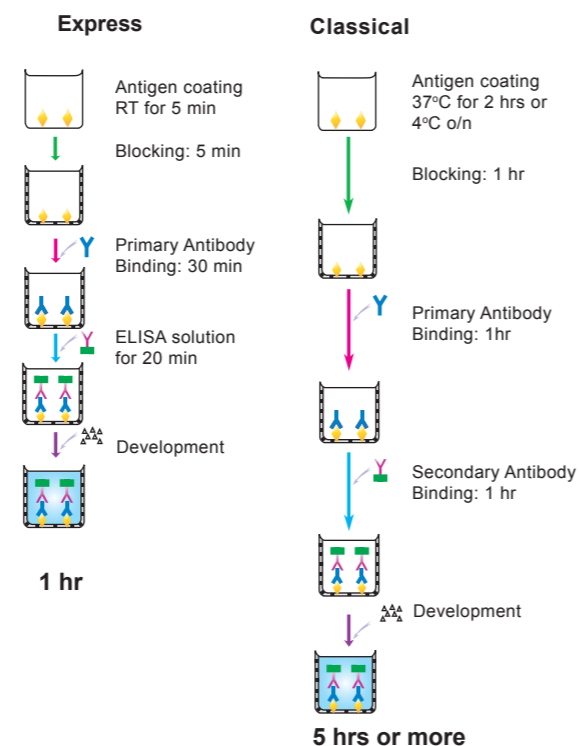 Express
Antigen coating
RT for 5 min
Blocking: 5 min
Primary Antibody
Binding: 30 min
ELISA solution
for 20 min
Development
1 hr
Classical
Antigen coating
37°C for 2 hrs or
4°C o/n
Blocking: 1 hr
Primary Antibody
Binding: 1hr
Secondary Antibody
Binding: 1 hr
Development
5 hrs or more